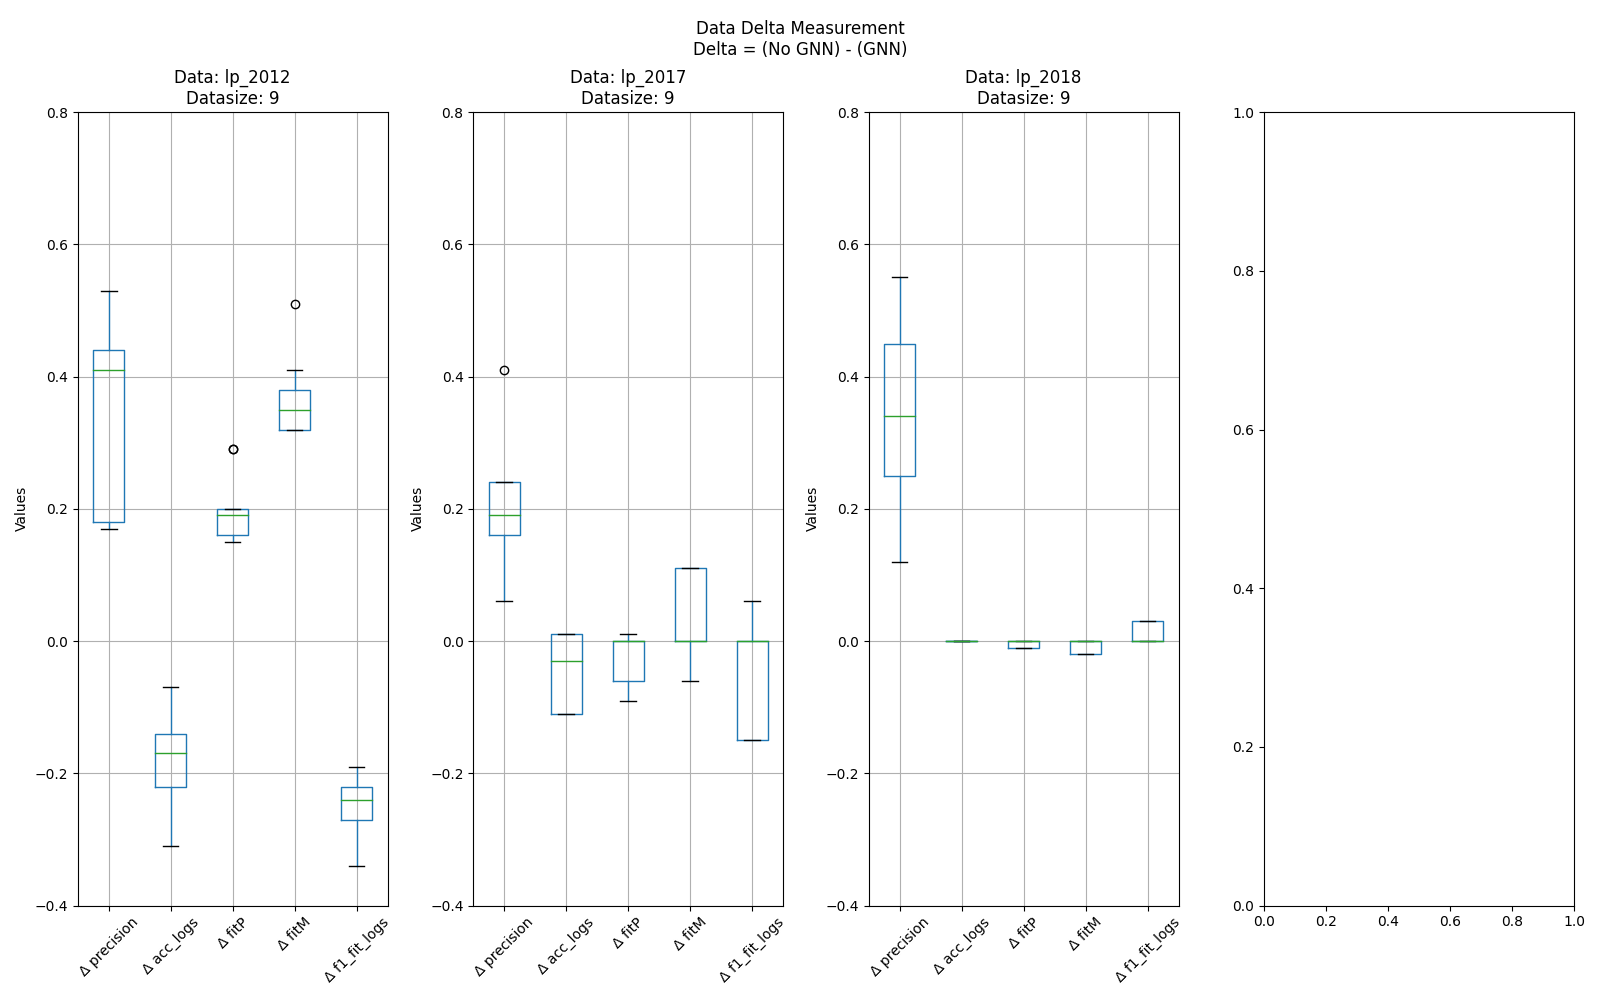 Data Delta Measurement
Delta = (No GNN) - (GNN)
Data: lp_2012
Datasize: 9
0.8
0.6
0.4
0.2
0.0
−0.2
−0.4
Values
Δ precision
Δ acc_logs
Δ fitP
Δ fitM
Δ f1_fit_logs
Data: lp_2017
Datasize: 9
0.8
0.6
0.4
0.2
0.0
−0.2
−0.4
Values
Δ precision
Δ acc_logs
Δ fitP
Δ fitM
Δ f1_fit_logs
Data: lp_2018
Datasize: 9
0.8
0.6
0.4
0.2
0.0
−0.2
−0.4
Values
Δ precision
Δ acc_logs
Δ fitP
Δ fitM
Δ f1_fit_logs
1.0
0.8
0.6
0.4
0.2
0.0
0.0 0.2 0.4 0.6 0.8 1.0